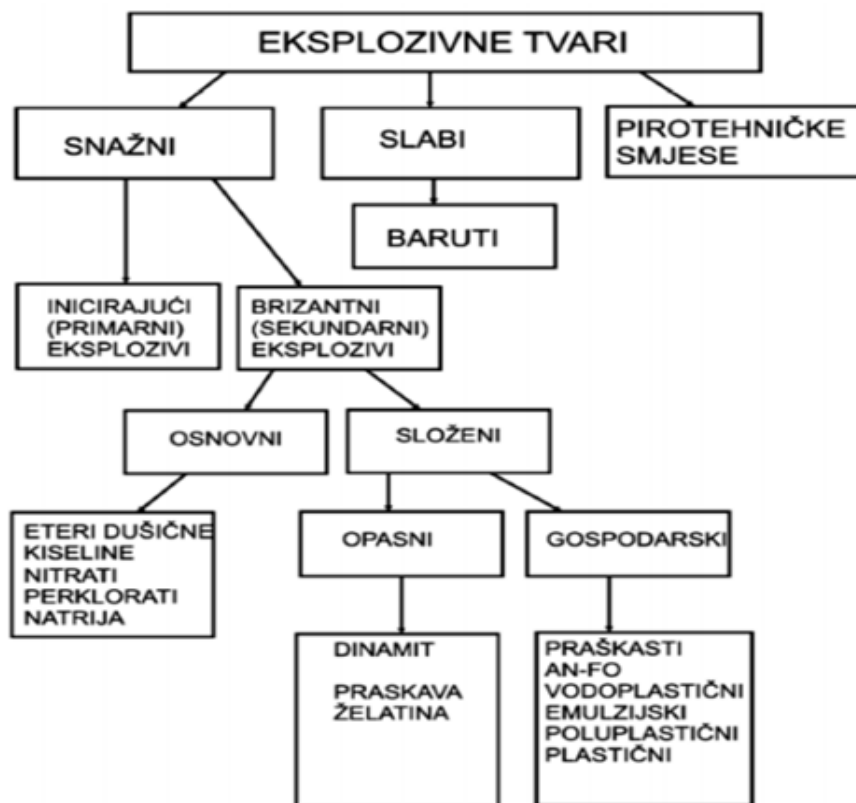 EKSPLOZIVNE TVARI
SNAŽNI
SLABI
PIROTEHNIČKE
SMJESE
BARUTI
INICIRAJUĆI
(PRIMARNI)
EKSPLOZIVI
BRIZANTNI
(SEKUNDARNI)
EKSPLOZIVI
OSNOVNI
SLOŽENI
ETERI DUŠIČNE
KISELINE
NITRATI
PERKLORATI
NATRIJA
OPASNI
GOSPODARSKI
DINAMIT
PRASKAVA
ŽELATINA
PRAŠKASTI
AN-FO
VODOPLASTIČNI
EMULZIJSKI
POLUPLASTIČNI
PLASTIČNI